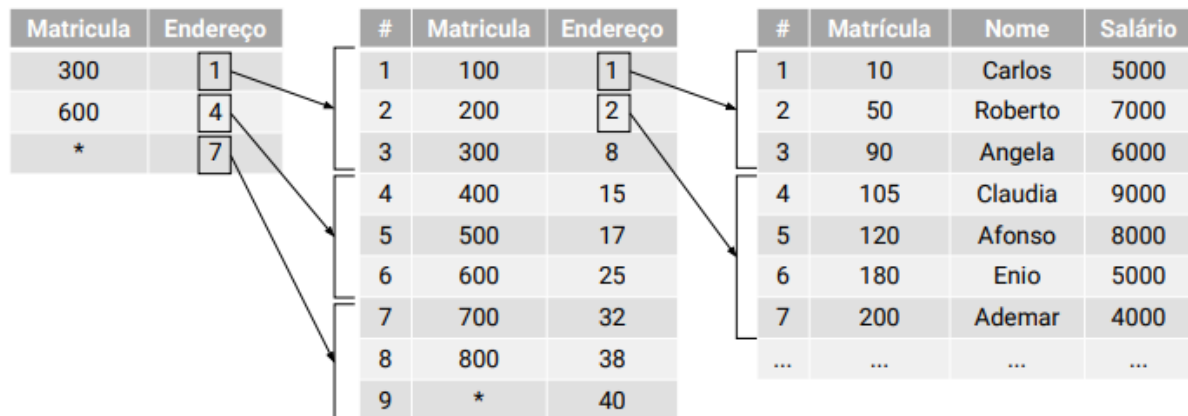 Matricula Endereço # Matricula Endereço # Matrícula Nome Salário
300 1 1 100 1 1 10 Carlos 5000
600 4 2 200 2 2 50 Roberto 7000
* 7 3 300 8 3 90 Angela 6000
4 400 15 4 105 Claudia 9000
5 500 17 5 120 Afonso 8000
6 600 25 6 180 Enio 5000
7 700 32 7 200 Ademar 4000
8 800 38 ... ... ... ...
9 * 40